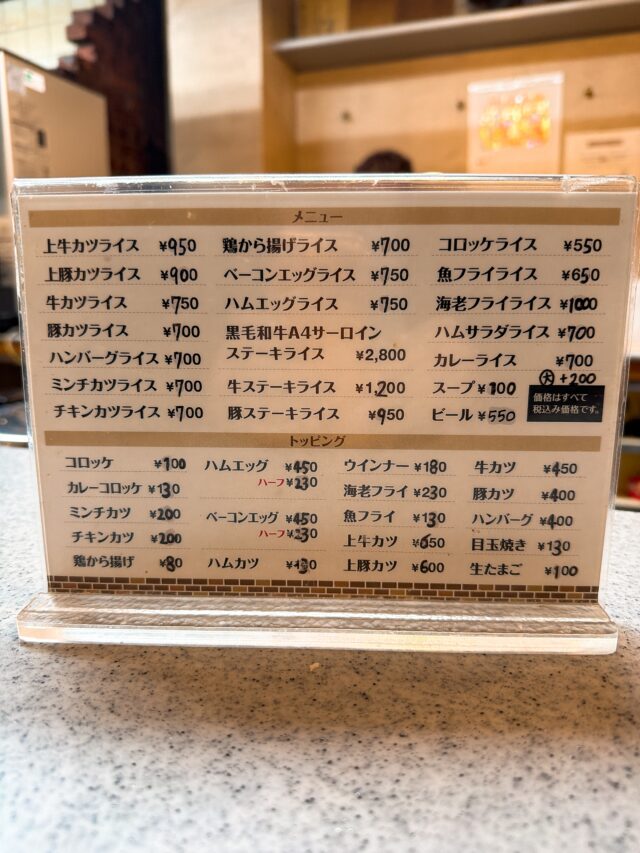 メニュー
上牛カツライス ¥950 鶏から揚げライス ¥700 コロッケライス ¥550
上豚カツライス ¥900 ベーコンエッグライス ¥750 魚フライライス ¥650
牛カツライス ¥750 ハムエッグライス ¥750 海老フライライス ¥1000
豚カツライス ¥700 黒毛和牛A4サーロイン ハムサラダライス ¥700
ハンバーグライス ¥700 ステーキライス ¥2,800 カレーライス ¥700
大 +200
ミンチカツライス ¥700 牛ステーキライス ¥1,200 スープ ¥100
チキンカツライス ¥700 豚ステーキライス ¥950 ビール ¥550
価格はすべて
税込み価格です。
トッピング
コロッケ ¥100 ハムエッグ ¥450 ウインナー ¥180 牛カツ ¥450
ハーフ ¥230
カレーコロッケ ¥130 海老フライ ¥230 豚カツ ¥400
ミンチカツ ¥200 ベーコンエッグ ¥450 魚フライ ¥130 ハンバーグ ¥400
ハーフ ¥230
チキンカツ ¥200 上牛カツ ¥650 目玉焼き ¥130
鶏から揚げ ¥80 ハムカツ ¥130 上豚カツ ¥600 生たまご ¥100